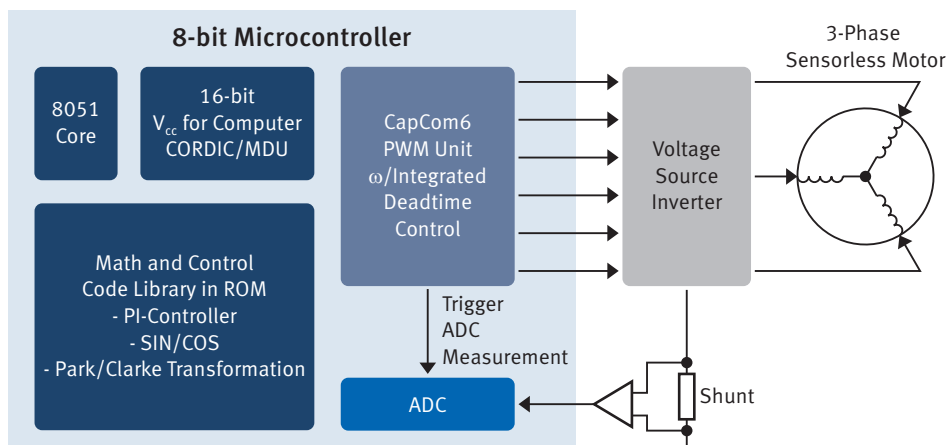 8-bit Microcontroller
8051
Core
16-bit
Vcc for Computer
CORDIC/MDU
CapCom6
PWM Unit
ω/Integrated
Deadtime
Control
Voltage
Source
Inverter
3-Phase
Sensorless Motor
Math and Control
Code Library in ROM
- PI-Controller
- SIN/COS
- Park/Clarke Transformation
Trigger
ADC
Measurement
ADC
Shunt